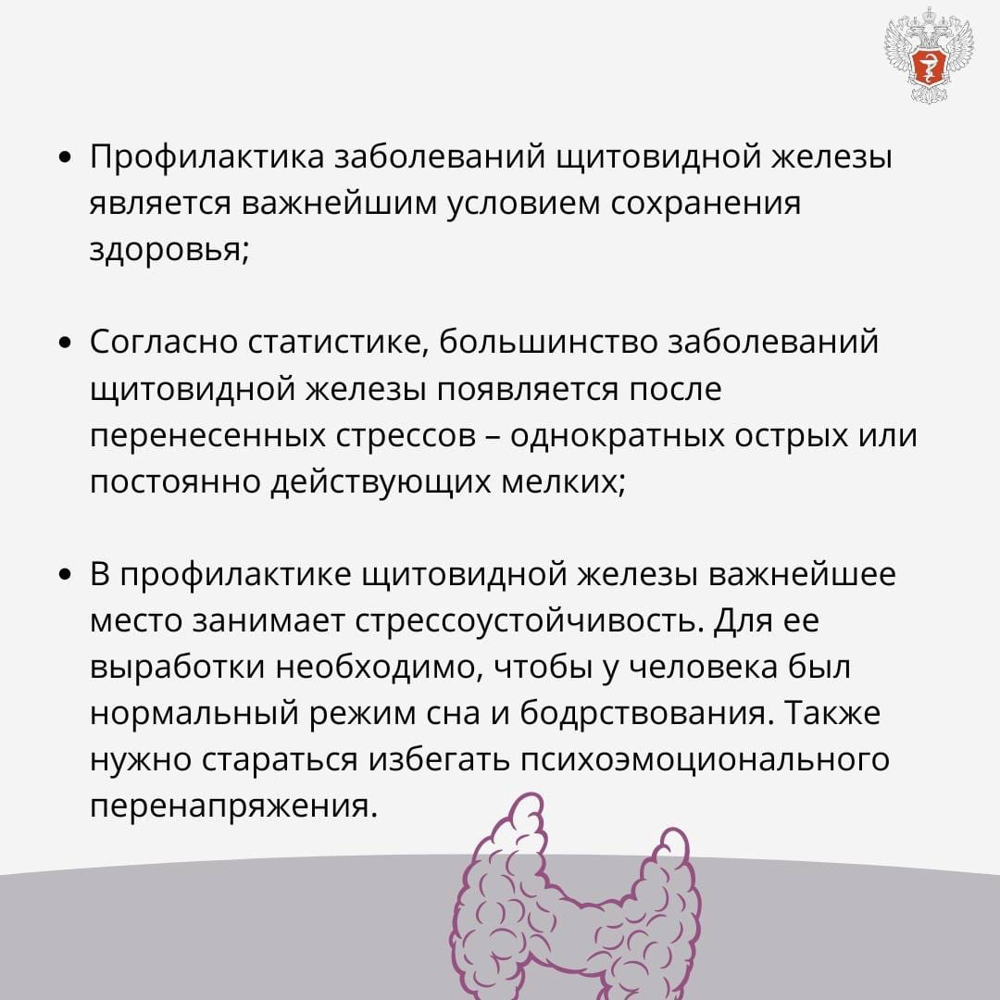 • Профилактика заболеваний щитовидной железы
является важнейшим условием сохранения
здоровья;
• Согласно статистике, большинство заболеваний
щитовидной железы появляется после
перенесенных стрессов – однократных острых или
постоянно действующих мелких;
• В профилактике щитовидной железы важнейшее
место занимает стрессоустойчивость. Для ее
выработки необходимо, чтобы у человека был
нормальный режим сна и бодрствования. Также
нужно стараться избегать психоэмоционального
перенапряжения.